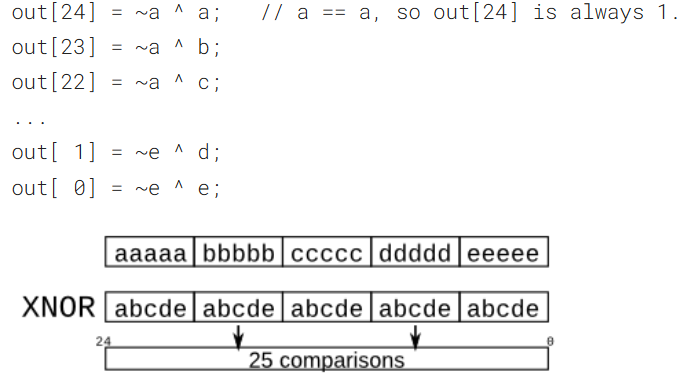 out[24] = ~a ^ a;   // a == a, so out[24] is always 1.
out[23] = ~a ^ b;
out[22] = ~a ^ c;
...
out[ 1] = ~e ^ d;
out[ 0] = ~e ^ e;
aaaaa bbbbb ccccc ddddd eeeee
XNOR abcde abcde abcde abcde abcde
24 0
25 comparisons